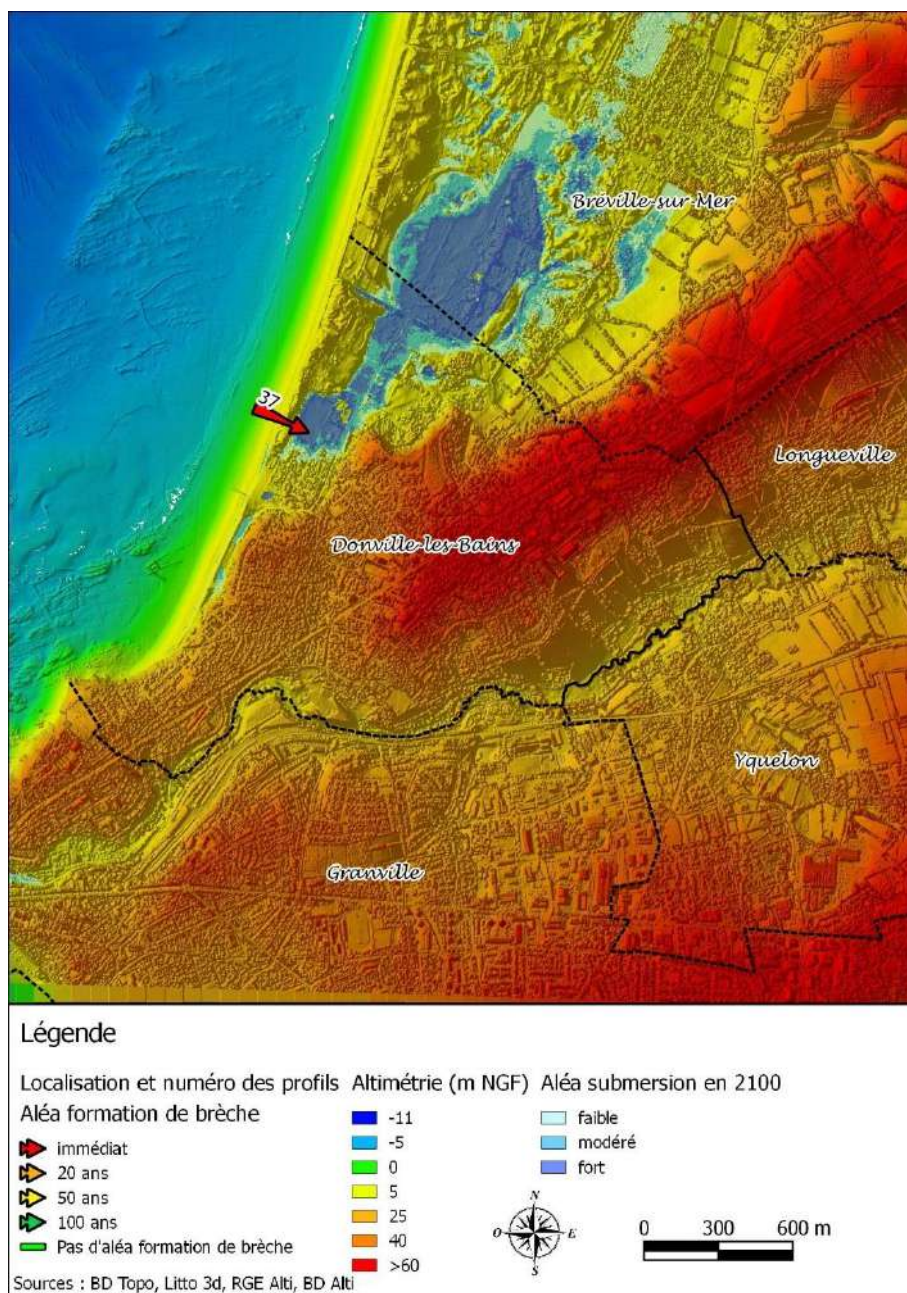 Bréville-sur-Mer
37
Longueville
Donville-les-Bains
Yquelon
Granville
Légende
Localisation et numéro des profils
Aléa formation de brèche
immédiat
20 ans
50 ans
100 ans
Pas d'aléa formation de brèche
Altimétrie (m NGF)
-11
-5
0
5
25
40
>60
Aléa submersion en 2100
faible
modéré
fort
N
O E
S
0 300 600 m
Sources : BD Topo, Litto 3d, RGE Alti, BD Alti